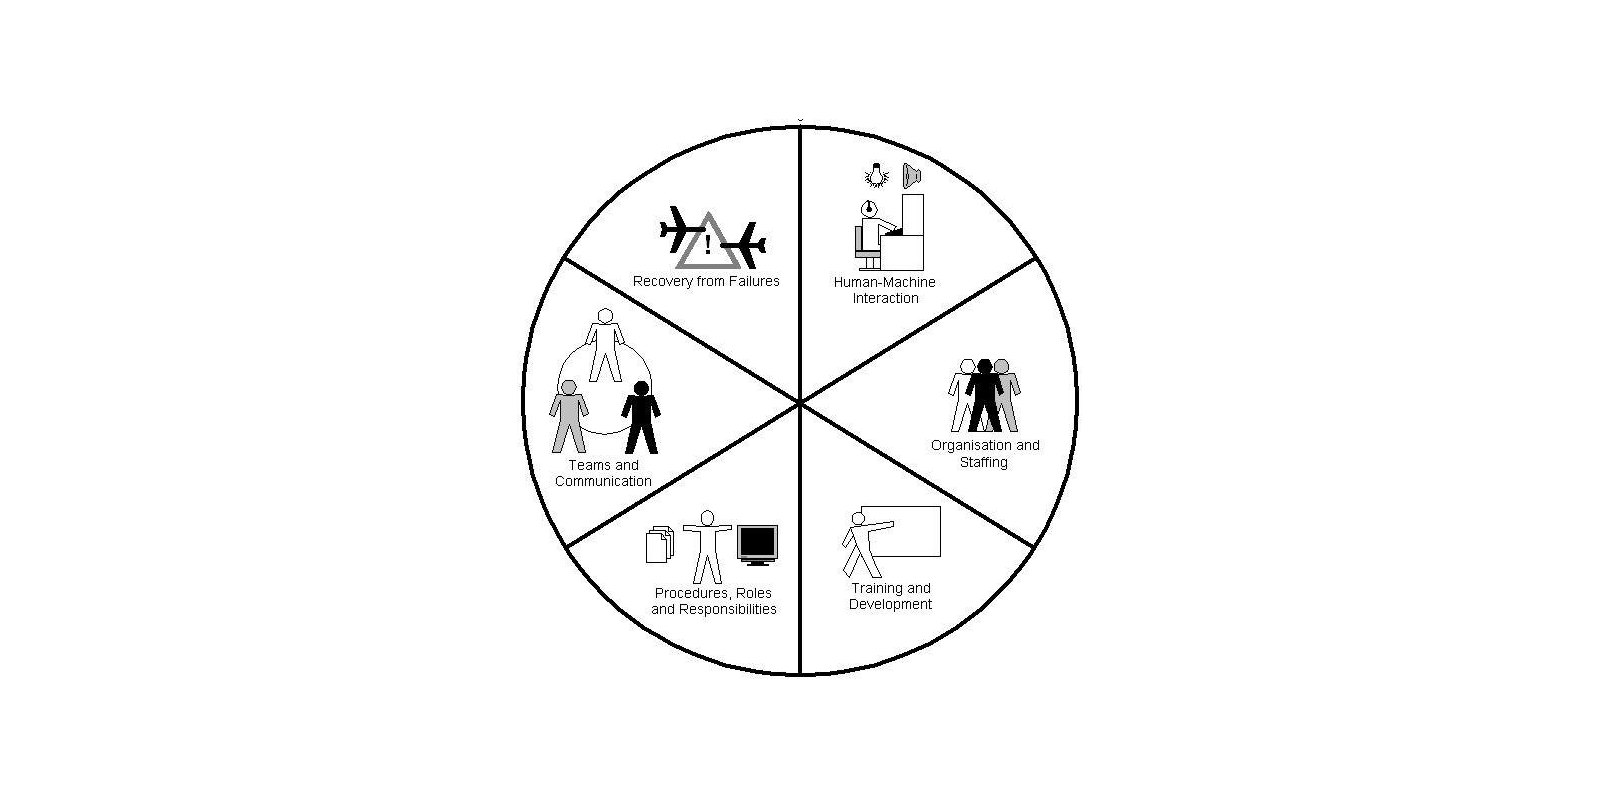 Recovery from Failures
Human-Machine
Interaction
Organisation and
Staffing
Training and
Development
Procedures, Roles
and Responsibilities
Teams and
Communication
!